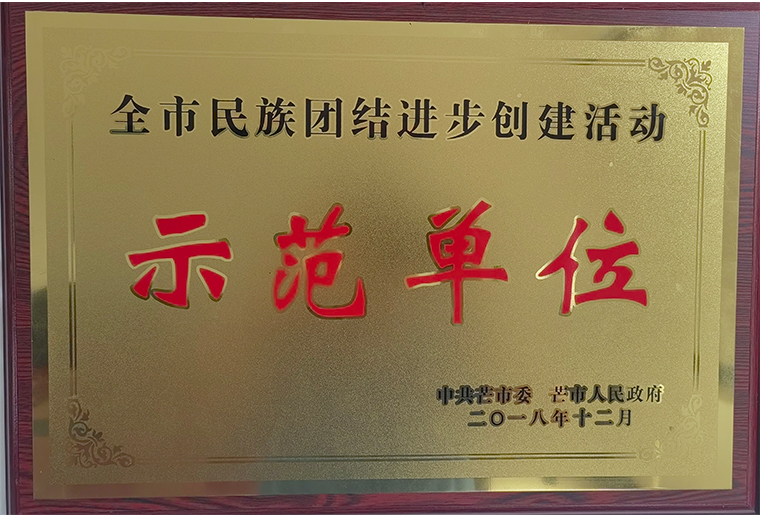 全市民族团结进步创建活动
示范单位
中共芒市委 芒市人民政府
二〇一八年十二月